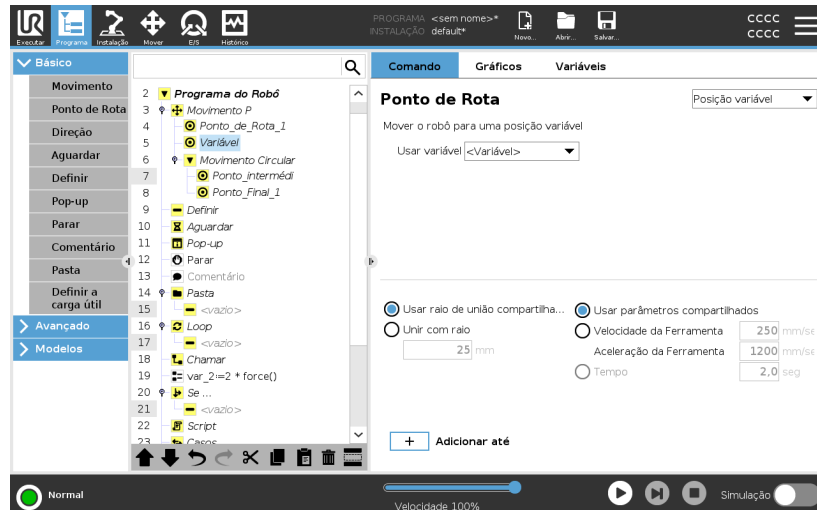 PROGRAMA <sem nome>*
INSTALAÇÃO default*
CCCC
CCCC
Executar
Programa
Instalação
Mover
E/S
Histórico
Novo...
Abrir...
Salvar...
Básico
Movimento
Ponto de Rota
Direção
Aguardar
Definir
Pop-up
Parar
Comentário
Pasta
Definir a
carga útil
Avançado
Modelos
2 Programa do Robô
3 Movimento P
4 Ponto_de_Rota_1
5 Variável
6 Movimento Circular
7 Ponto_intermédi
8 Ponto_Final_1
9 Definir
10 Aguardar
11 Pop-up
12 Parar
13 Comentário
14 Pasta
15 <vazio>
16 Loop
17 <vazio>
18 Chamar
19 var_2:=2 * force()
20 Se ...
21 <vazio>
22 Script
23 Casos
Comando Gráficos Variáveis
Ponto de Rota
Posição variável
Mover o robô para uma posição variável
Usar variável <Variável>
Usar raio de união compartilha...
Unir com raio
25 mm
Usar parâmetros compartilhados
Velocidade da Ferramenta 250 mm/se
Aceleração da Ferramenta 1200 mm/se
Tempo 2,0 seg
+ Adicionar até
Normal
Velocidade 100%
Simulação